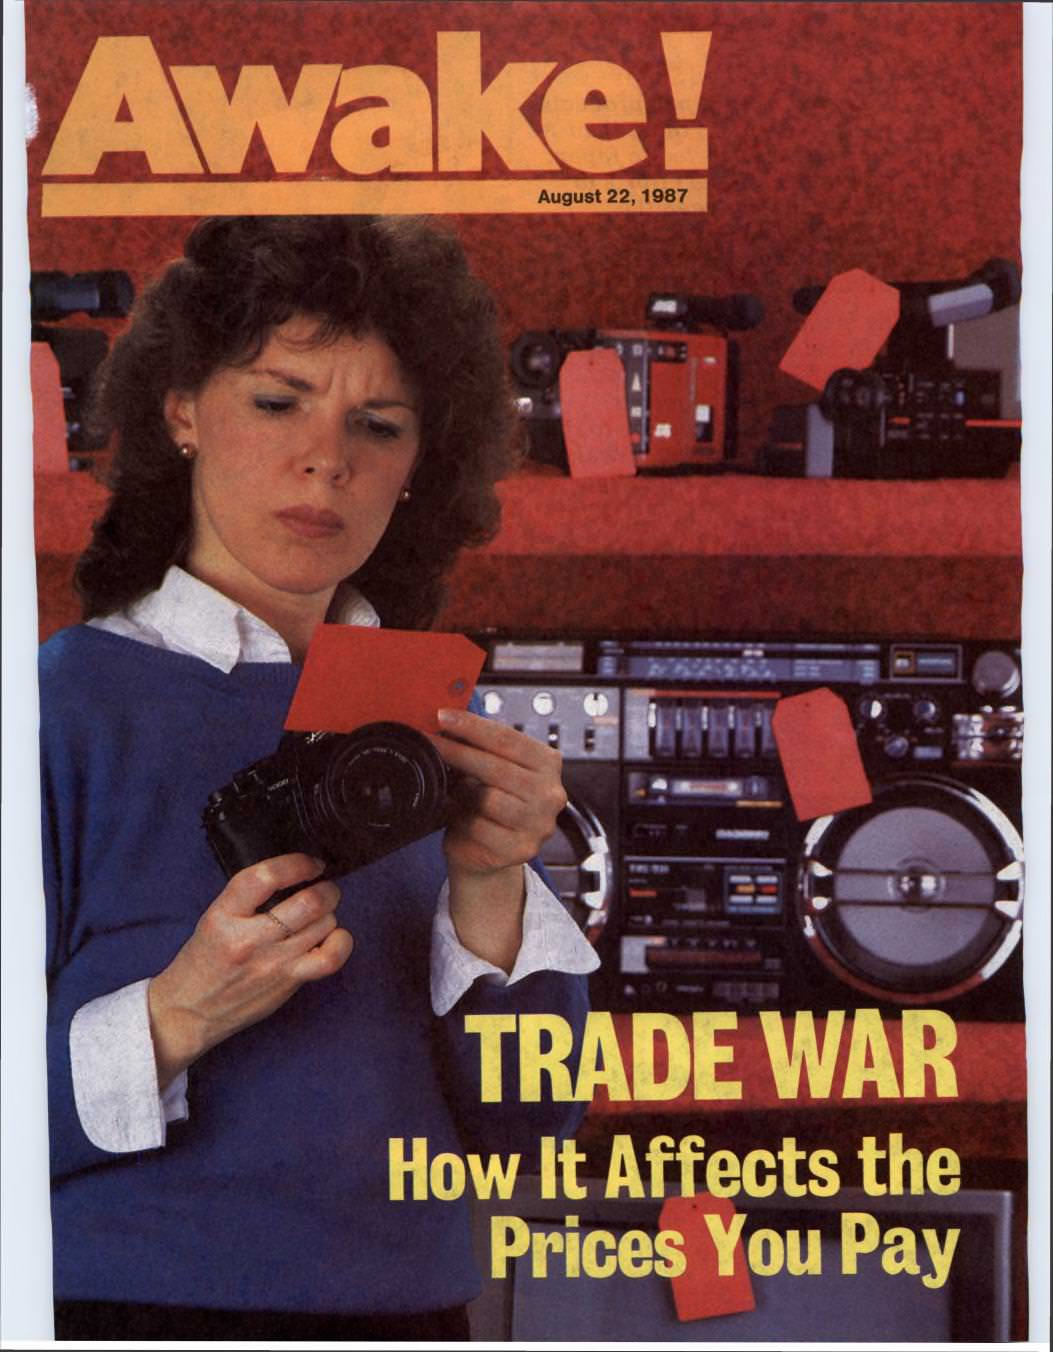 Awake!
August 22, 1987
TRADE WAR
How It Affects the
Prices You Pay